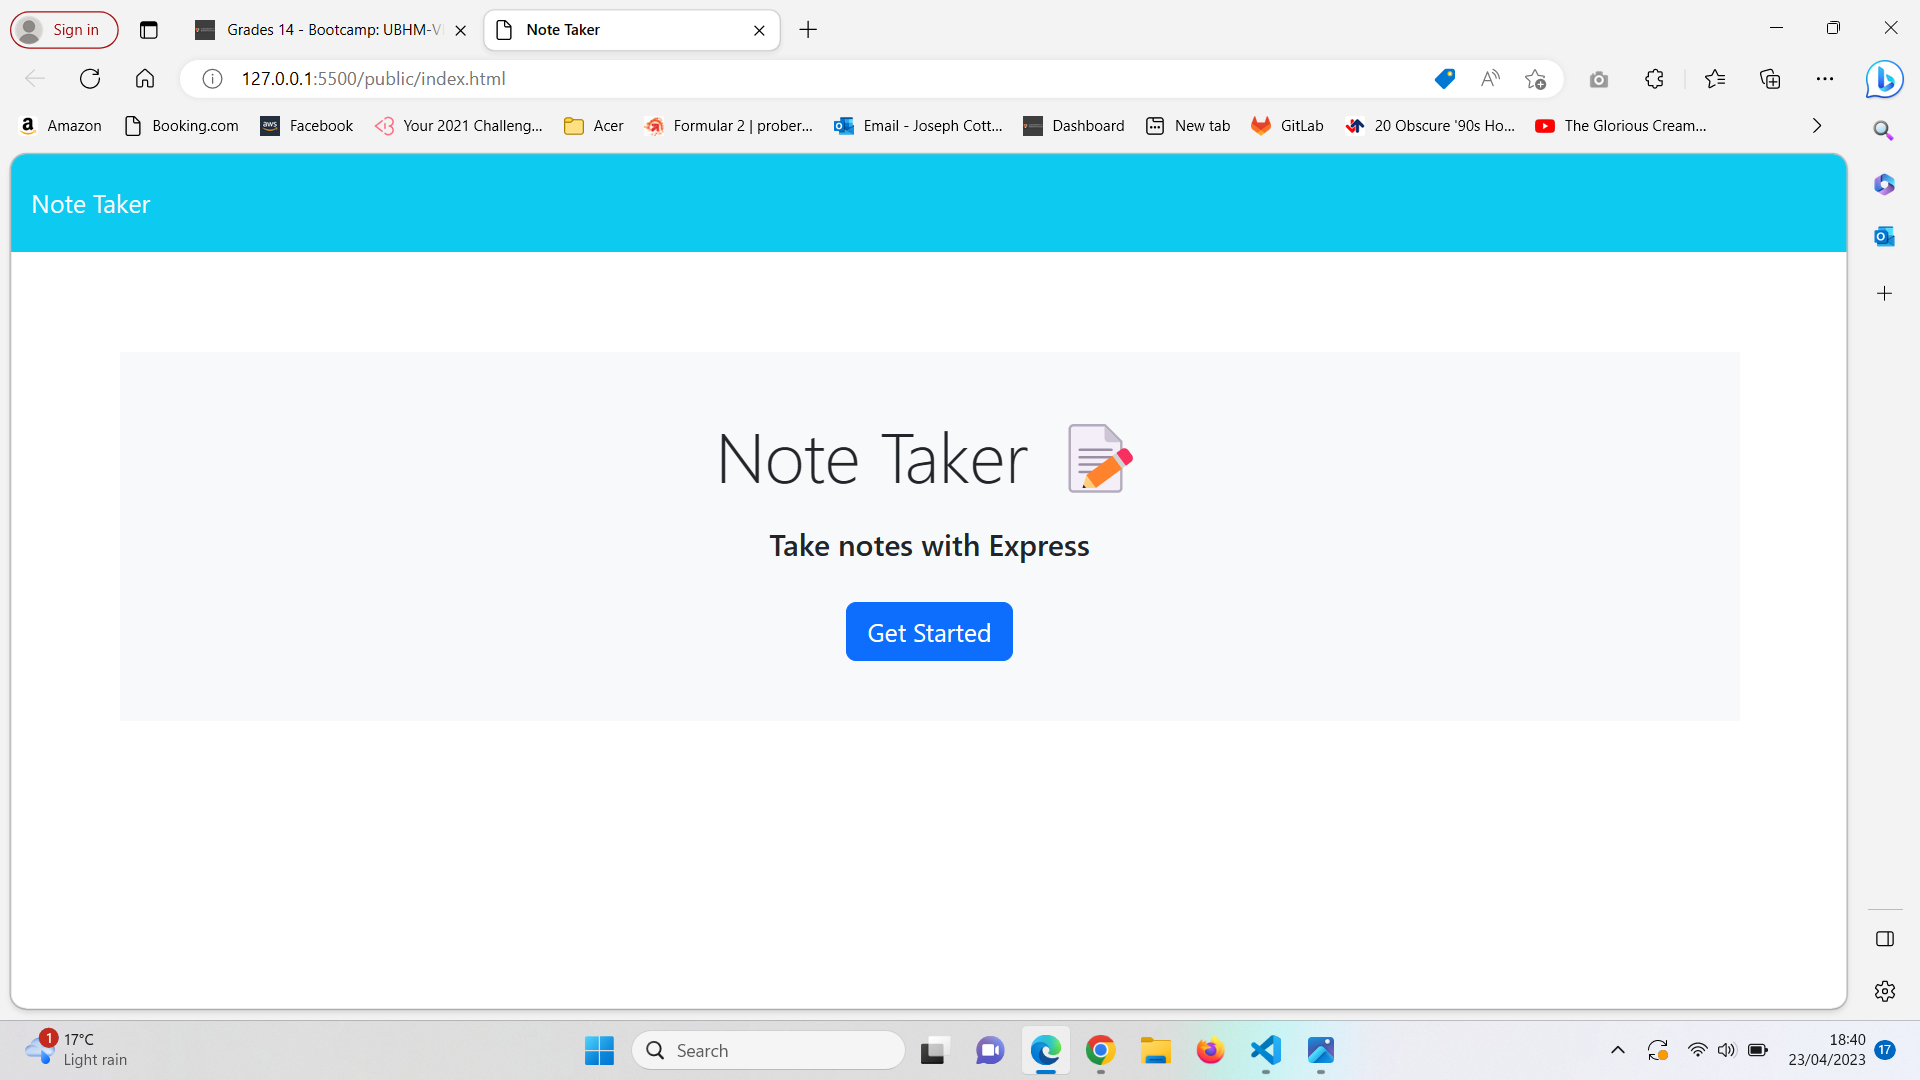 Sign in
Grades 14 - Bootcamp: UBHM-V
Note Taker
127.0.0.1:5500/public/index.html
Amazon
Booking.com
aws
Facebook
Your 2021 Challeng...
Acer
Formular 2 | prober...
Email - Joseph Cott...
Dashboard
New tab
GitLab
20 Obscure '90s Ho...
The Glorious Cream...
Note Taker
Note Taker
Take notes with Express
Get Started
1
17°C
Light rain
Search
18:40
23/04/2023
17